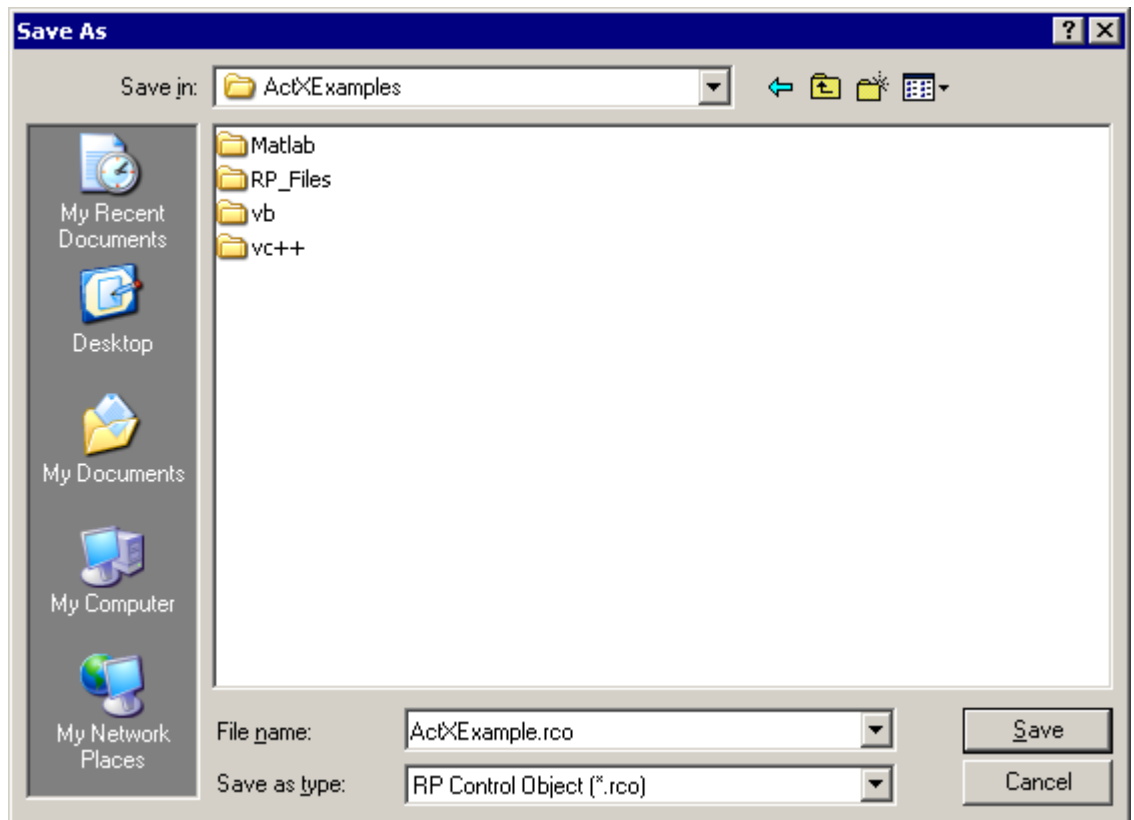 Save As
Save in: ActXExamples
My Recent
Documents
Desktop
My Documents
My Computer
My Network
Places
Matlab
RP_Files
vb
vc++
File name: ActXExample.rco Save
Save as type: RP Control Object (*.rco) Cancel